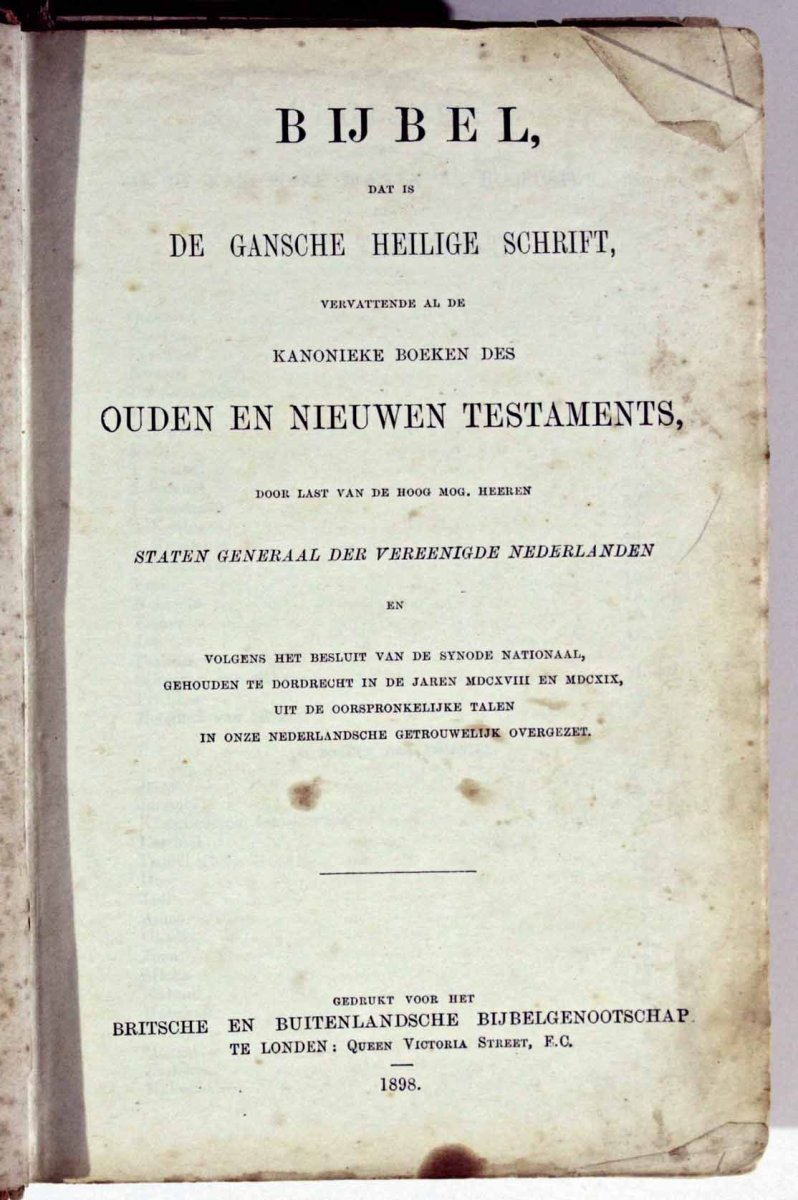 BIJBEL,
DAT IS
DE GANSCHE HEILIGE SCHRIFT,
VERVATTENDE AL DE
KANONIEKE BOEKEN DES
OUDEN EN NIEUWEN TESTAMENTS,
DOOR LAST VAN DE HOOG MOG. HEEREN
STATEN GENERAAL DER VEREENIGDE NEDERLANDEN
EN
VOLGENS HET BESLUIT VAN DE SYNODE NATIONAAL,
GEHOUDEN TE DORDRECHT IN DE JAREN MDCXVIII EN MDCXIX,
UIT DE OORSPRONKELIJKE TALEN
IN ONZE NEDERLANDSCHE GETROUWELIJK OVERGEZET.
GEDRUKT VOOR HET
BRITSCHE EN BUITENLANDSCHE BIJBELGENOOTSCHAP
TE LONDEN: QUEEN VICTORIA STREET, E.C.
1898.